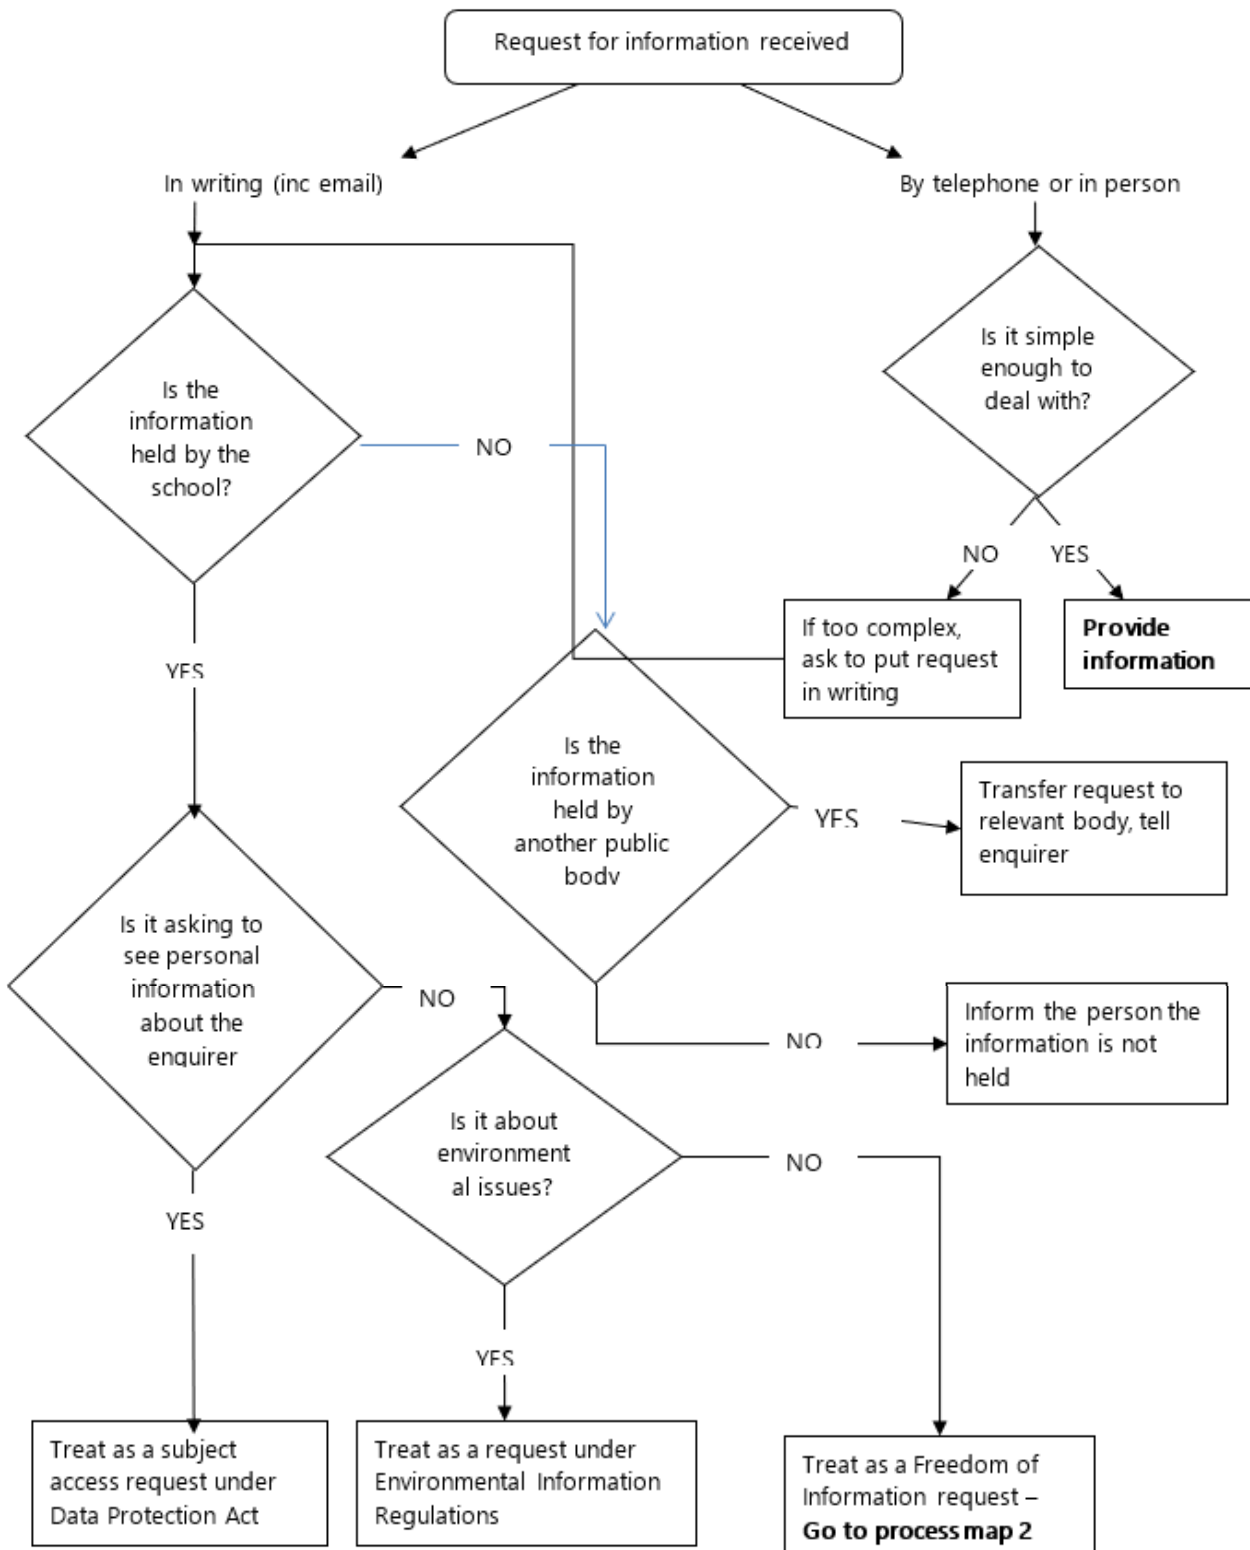 Request for information received
In writing (inc email)
By telephone or in person
Is it simple
enough to
deal with?
Is the
information
held by the
school?
NO
NO
YES
If too complex,
ask to put request
in writing
Provide
information
YES
Is the
information
held by
another public
body
YES
Transfer request to
relevant body, tell
enquirer
Is it asking to
see personal
information
about the
enquirer
NO
NO
Inform the person the
information is not
held
Is it about
environment
al issues?
NO
YES
YES
Treat as a subject
access request under
Data Protection Act
Treat as a request under
Environmental Information
Regulations
Treat as a Freedom of
Information request –
Go to process map 2